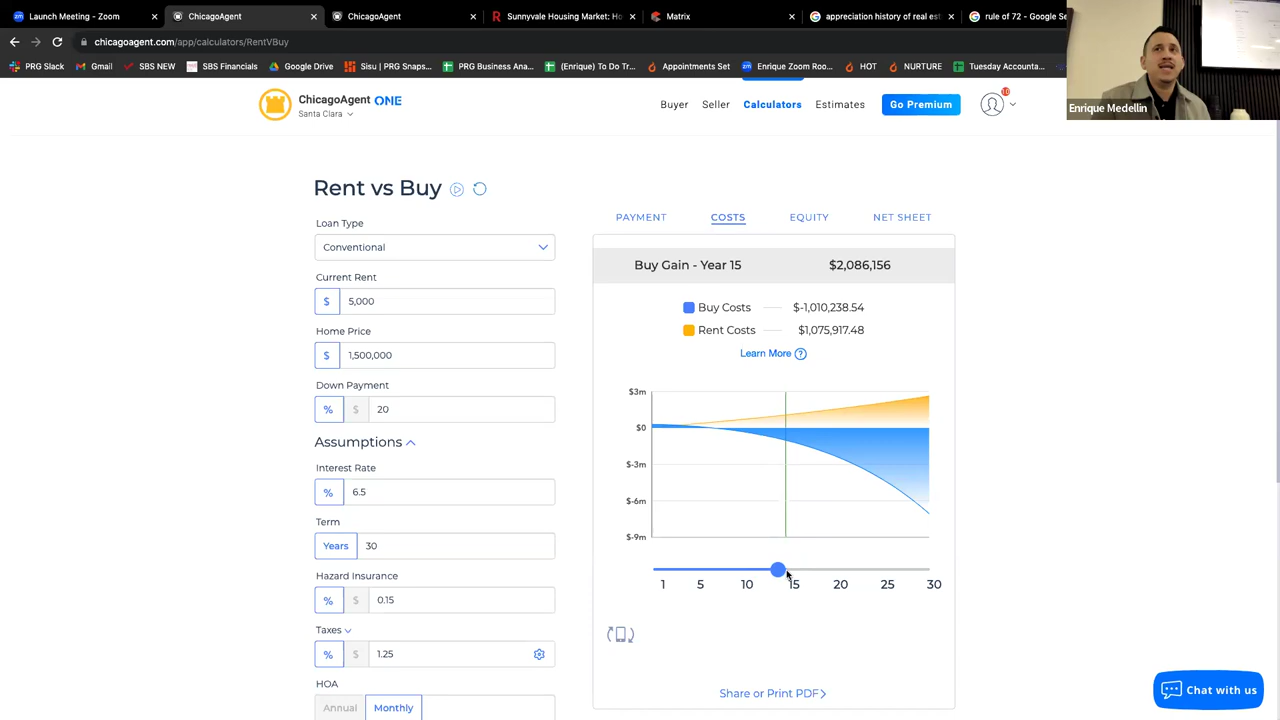 Launch Meeting - Zoom
ChicagoAgent
ChicagoAgent
Sunnyvale Housing Market: Ho
Matrix
appreciation history of real est
rule of 72 - Google Se
chicagoagent.com/app/calculators/RentVBuy
PRG Slack
Gmail
SBS NEW
SBS Financials
Google Drive
Sisu | PRG Snaps...
PRG Business Ana...
(Enrique) To Do Tr...
Appointments Set
Enrique Zoom Roo...
HOT
NURTURE
Tuesday Accounta...
Enrique Medellin
ChicagoAgent ONE
Santa Clara
Buyer
Seller
Calculators
Estimates
Go Premium
10
Rent vs Buy
Loan Type
Conventional
Current Rent
$ 5,000
Home Price
$ 1,500,000
Down Payment
% $ 20
Assumptions
Interest Rate
% 6.5
Term
Years 30
Hazard Insurance
% $ 0.15
Taxes
% $ 1.25
HOA
Annual Monthly
PAYMENT COSTS EQUITY NET SHEET
Buy Gain - Year 15 $2,086,156
Buy Costs $-1,010,238.54
Rent Costs $1,075,917.48
Learn More ?
$3m
$0
$-3m
$-6m
$-9m
1 5 10 15 20 25 30
Share or Print PDF
Chat with us